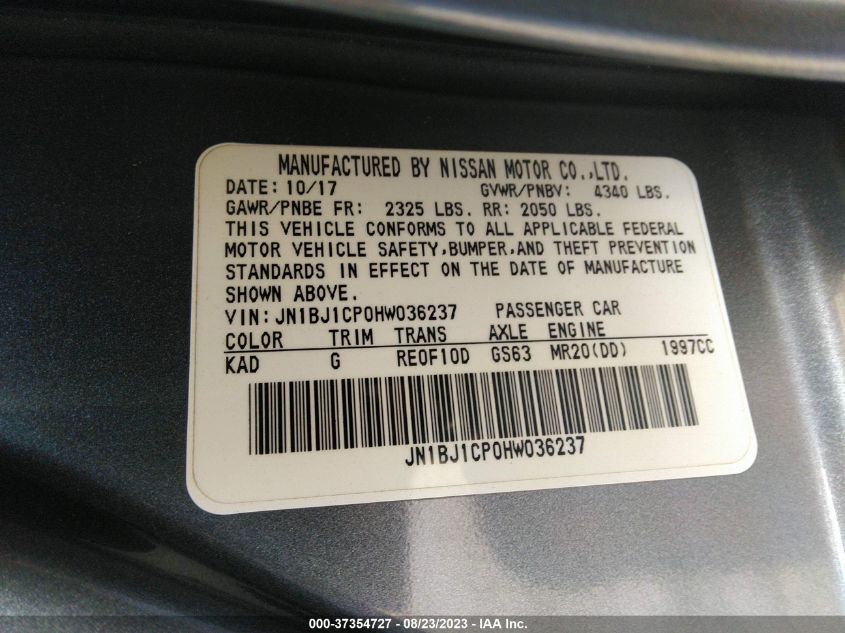 MANUFACTURED BY NISSAN MOTOR CO.,LTD.
DATE: 10/17 GVWR/PNBV: 4340 LBS.
GAWR/PNBE FR: 2325 LBS. RR: 2050 LBS.
THIS VEHICLE CONFORMS TO ALL APPLICABLE FEDERAL
MOTOR VEHICLE SAFETY,BUMPER,AND THEFT PREVENTION
STANDARDS IN EFFECT ON THE DATE OF MANUFACTURE
SHOWN ABOVE.
VIN: JN1BJ1CP0HW036237 PASSENGER CAR
COLOR TRIM TRANS AXLE ENGINE
KAD G RE0F10D GS63 MR20(DD) 1997CC
JN1BJ1CP0HW036237
000-37354727 - 08/23/2023 - IAA Inc.